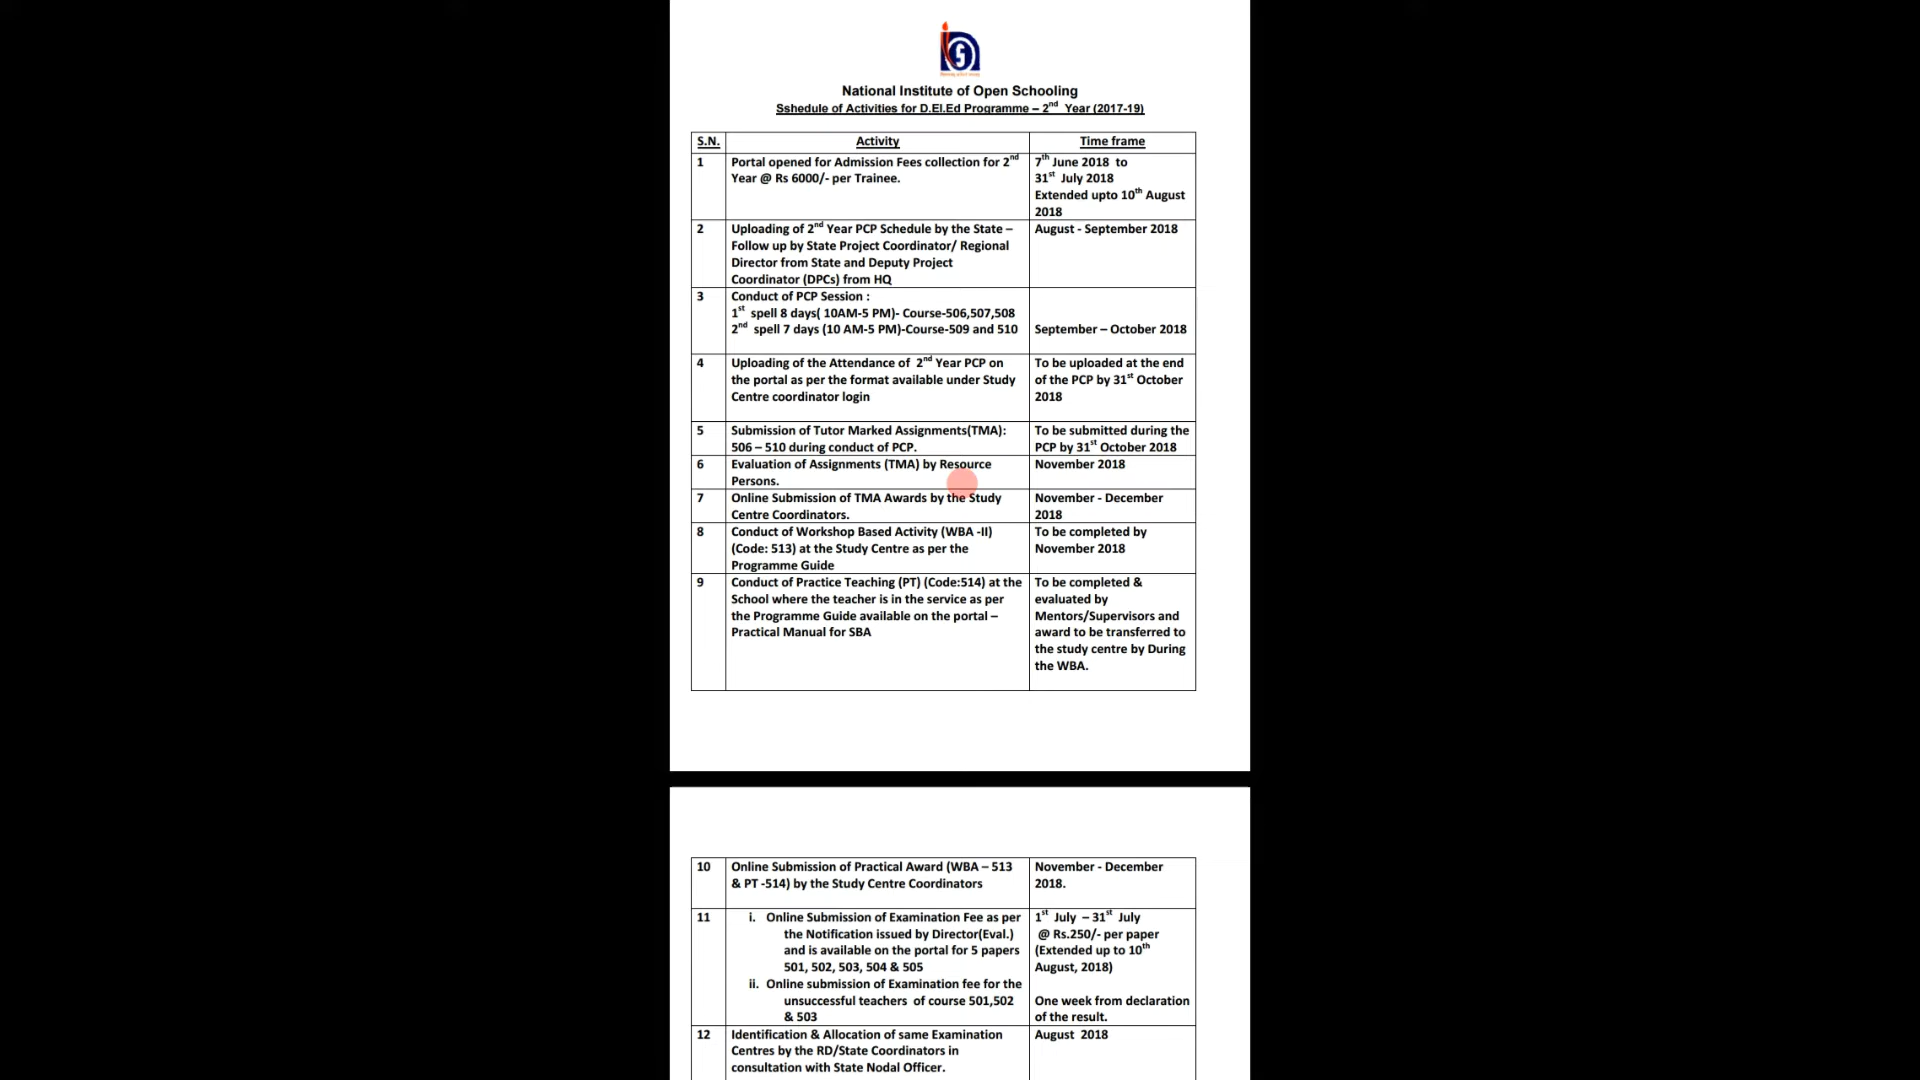 National Institute of Open Schooling
Sshedule of Activities for D.El.Ed Programme – 2nd Year (2017-19)
S.N. Activity Time frame
1 Portal opened for Admission Fees collection for 2nd
Year @ Rs 6000/- per Trainee.
7th June 2018 to
31st July 2018
Extended upto 10th August
2018
2 Uploading of 2nd Year PCP Schedule by the State –
Follow up by State Project Coordinator/ Regional
Director from State and Deputy Project
Coordinator (DPCs) from HQ
August - September 2018
3 Conduct of PCP Session :
1st spell 8 days( 10AM-5 PM)- Course-506,507,508
2nd spell 7 days (10 AM-5 PM)-Course-509 and 510
September – October 2018
4 Uploading of the Attendance of 2nd Year PCP on
the portal as per the format available under Study
Centre coordinator login
To be uploaded at the end
of the PCP by 31st October
2018
5 Submission of Tutor Marked Assignments(TMA):
506 – 510 during conduct of PCP.
To be submitted during the
PCP by 31st October 2018
6 Evaluation of Assignments (TMA) by Resource
Persons.
November 2018
7 Online Submission of TMA Awards by the Study
Centre Coordinators.
November - December
2018
8 Conduct of Workshop Based Activity (WBA -II)
(Code: 513) at the Study Centre as per the
Programme Guide
To be completed by
November 2018
9 Conduct of Practice Teaching (PT) (Code:514) at the
School where the teacher is in the service as per
the Programme Guide available on the portal –
Practical Manual for SBA
To be completed &
evaluated by
Mentors/Supervisors and
award to be transferred to
the study centre by During
the WBA.
10 Online Submission of Practical Award (WBA – 513
& PT -514) by the Study Centre Coordinators
November - December
2018.
11 i. Online Submission of Examination Fee as per
the Notification issued by Director(Eval.)
and is available on the portal for 5 papers
501, 502, 503, 504 & 505
ii. Online submission of Examination fee for the
unsuccessful teachers of course 501,502
& 503
1st July – 31st July
@ Rs.250/- per paper
(Extended up to 10th
August, 2018)
One week from declaration
of the result.
12 Identification & Allocation of same Examination
Centres by the RD/State Coordinators in
consultation with State Nodal Officer.
August 2018